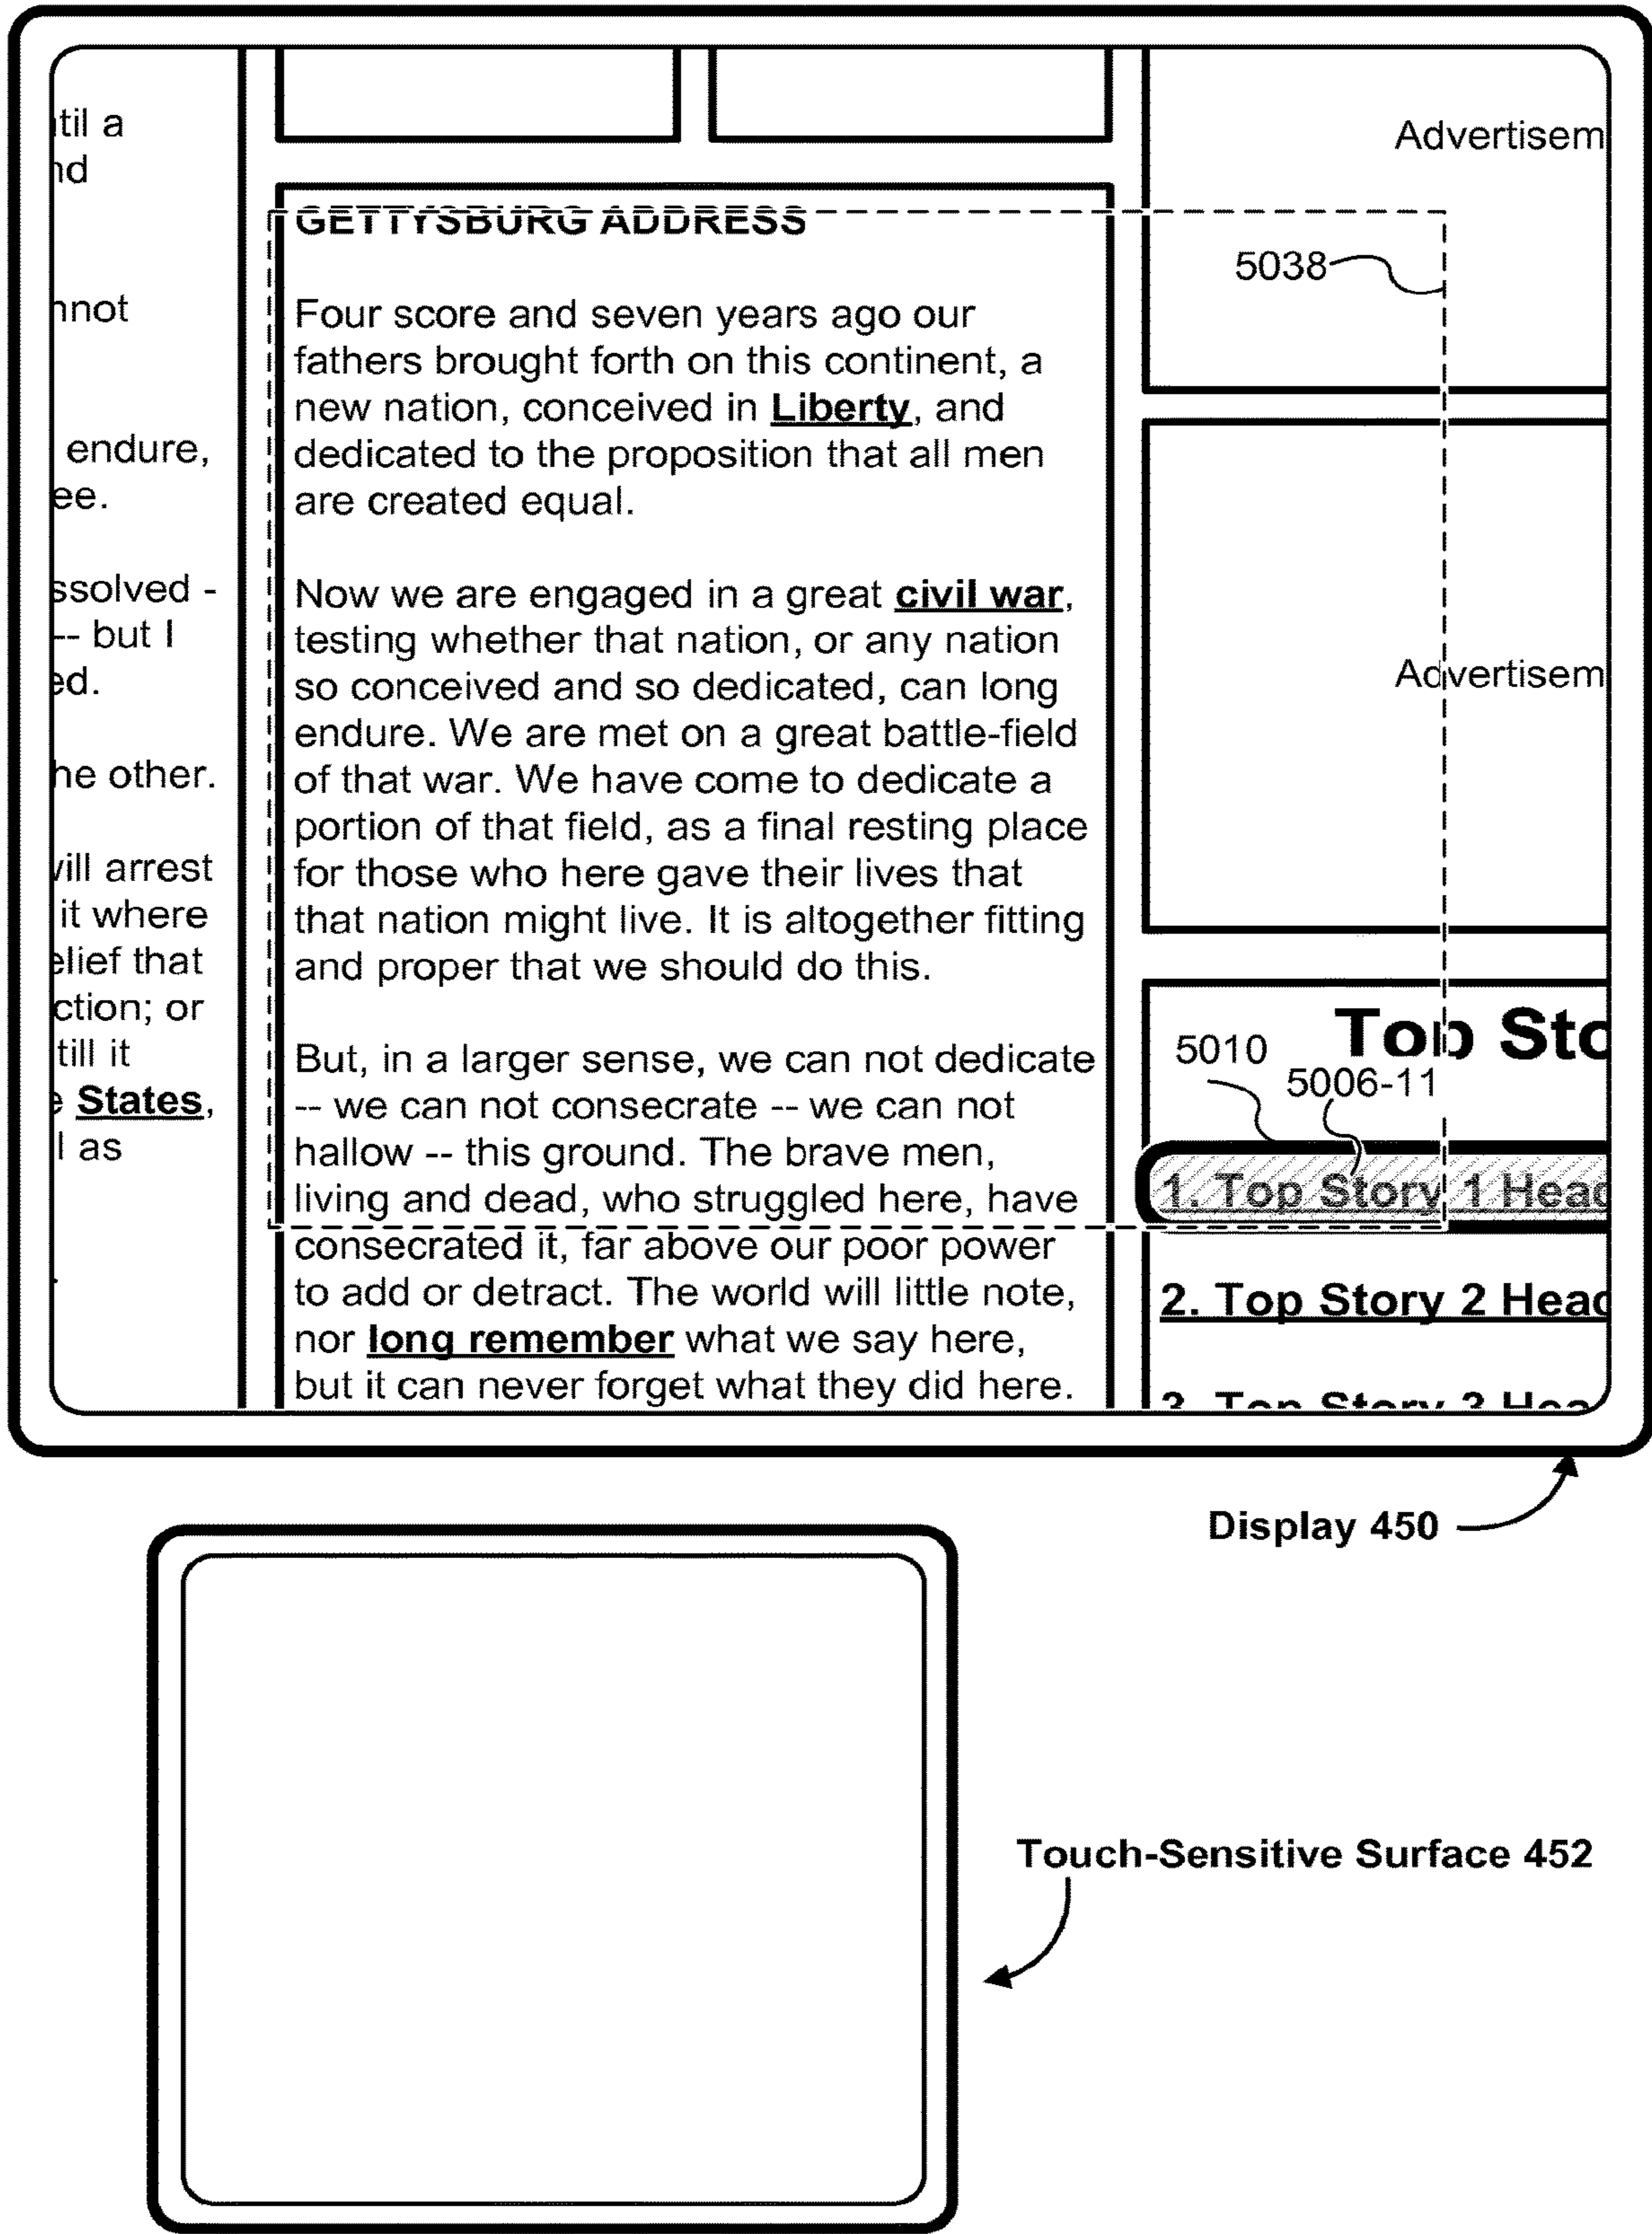 til a
nd
nnot
endure,
ee.
ssolved -
-- but I
ed.
he other.
will arrest
it where
elief that
ction; or
till it
e States,
l as
GETTYSBURG ADDRESS
Four score and seven years ago our
fathers brought forth on this continent, a
new nation, conceived in Liberty, and
dedicated to the proposition that all men
are created equal.
Now we are engaged in a great civil war,
testing whether that nation, or any nation
so conceived and so dedicated, can long
endure. We are met on a great battle-field
of that war. We have come to dedicate a
portion of that field, as a final resting place
for those who here gave their lives that
that nation might live. It is altogether fitting
and proper that we should do this.
But, in a larger sense, we can not dedicate
-- we can not consecrate -- we can not
hallow -- this ground. The brave men,
living and dead, who struggled here, have
consecrated it, far above our poor power
to add or detract. The world will little note,
nor long remember what we say here,
but it can never forget what they did here.
Advertisem
5038
Advertisem
Top Sto
5010
5006-11
1. Top Story 1 Head
2. Top Story 2 Head
3. Top Story 3 Hea
Display 450
Touch-Sensitive Surface 452